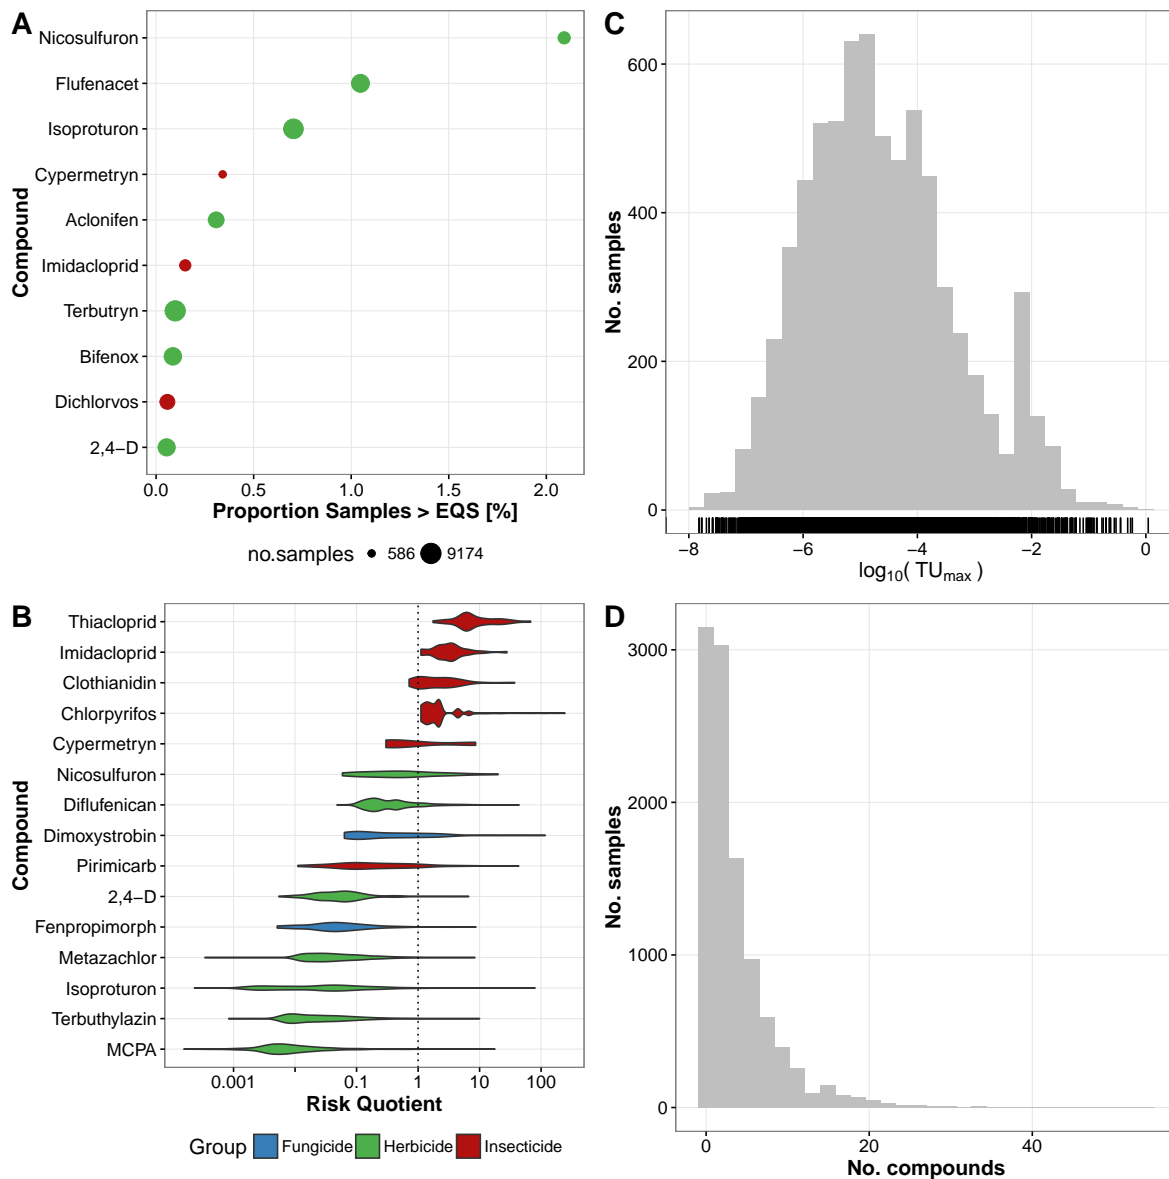 A
Compound
Nicosulfuron
Flufenacet
Isoproturon
Cypermetryn
Aclonifen
Imidacloprid
Terbutryn
Bifenox
Dichlorvos
2,4−D
0.0 0.5 1.0 1.5 2.0
Proportion Samples > EQS [%]
no.samples 586 9174
C
No. samples
600
400
200
0
−8 −6 −4 −2 0
log10( TUmax )
B
Compound
Thiacloprid
Imidacloprid
Clothianidin
Chlorpyrifos
Cypermetryn
Nicosulfuron
Diflufenican
Dimoxystrobin
Pirimicarb
2,4−D
Fenpropimorph
Metazachlor
Isoproturon
Terbuthylazin
MCPA
0.001 0.1 1 10 100
Risk Quotient
Group Fungicide Herbicide Insecticide
D
No. samples
3000
2000
1000
0
0 20 40
No. compounds